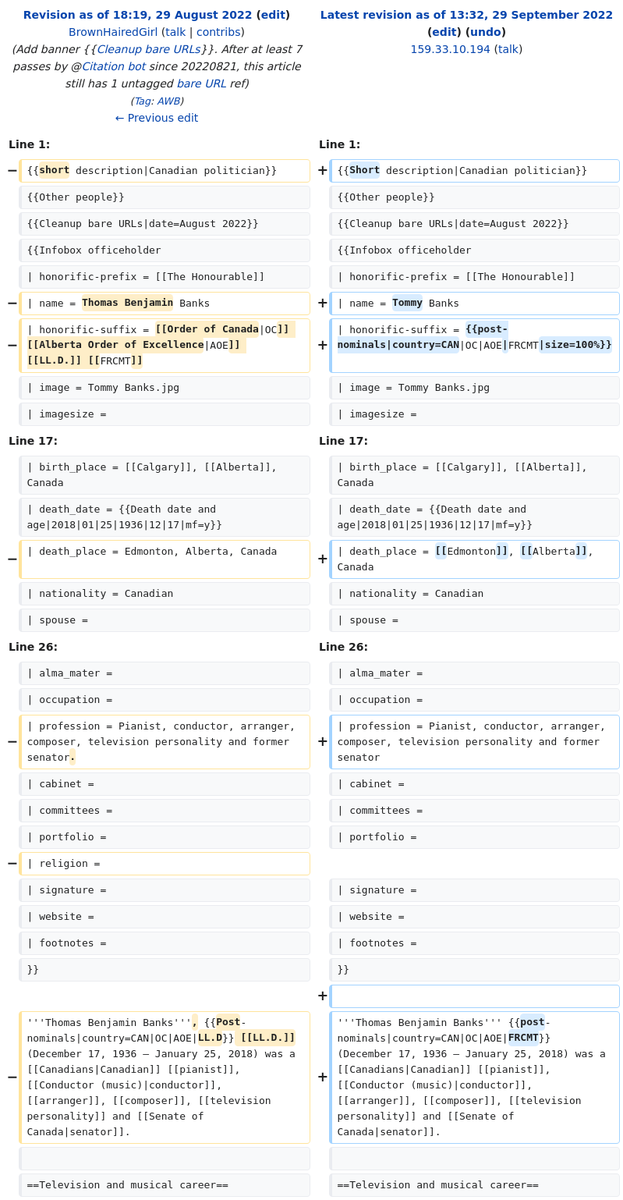 Revision as of 18:19, 29 August 2022 (edit)
BrownHairedGirl (talk | contribs)
(Add banner {{Cleanup bare URLs}}. After at least 7
passes by @Citation bot since 20220821, this article
still has 1 untagged bare URL ref)
(Tag: AWB)
← Previous edit
Latest revision as of 13:32, 29 September 2022
(edit) (undo)
159.33.10.194 (talk)
Line 1:
Line 1:
− {{short description|Canadian politician}}
+ {{Short description|Canadian politician}}
{{Other people}}
{{Other people}}
{{Cleanup bare URLs|date=August 2022}}
{{Cleanup bare URLs|date=August 2022}}
{{Infobox officeholder
{{Infobox officeholder
| honorific-prefix = [[The Honourable]]
| honorific-prefix = [[The Honourable]]
− | name = Thomas Benjamin Banks
+ | name = Tommy Banks
− | honorific-suffix = [[Order of Canada|OC]]
[[Alberta Order of Excellence|AOE]]
[[LL.D.]] [[FRCMT]]
+ | honorific-suffix = {{post-
nominals|country=CAN|OC|AOE|FRCMT|size=100%}}
| image = Tommy Banks.jpg
| image = Tommy Banks.jpg
| imagesize =
| imagesize =
Line 17:
Line 17:
| birth_place = [[Calgary]], [[Alberta]],
Canada
| birth_place = [[Calgary]], [[Alberta]],
Canada
| death_date = {{Death date and
age|2018|01|25|1936|12|17|mf=y}}
| death_date = {{Death date and
age|2018|01|25|1936|12|17|mf=y}}
− | death_place = Edmonton, Alberta, Canada
+ | death_place = [[Edmonton]], [[Alberta]],
Canada
| nationality = Canadian
| nationality = Canadian
| spouse =
| spouse =
Line 26:
Line 26:
| alma_mater =
| alma_mater =
| occupation =
| occupation =
− | profession = Pianist, conductor, arranger,
composer, television personality and former
senator.
+ | profession = Pianist, conductor, arranger,
composer, television personality and former
senator
| cabinet =
| cabinet =
| committees =
| committees =
| portfolio =
| portfolio =
− | religion =
| signature =
| signature =
| website =
| website =
| footnotes =
| footnotes =
}}
}}
+
− '''Thomas Benjamin Banks''', {{Post-
nominals|country=CAN|OC|AOE|LL.D}} [[LL.D.]]
(December 17, 1936 – January 25, 2018) was a
[[Canadians|Canadian]] [[pianist]],
[[Conductor (music)|conductor]],
[[arranger]], [[composer]], [[television
personality]] and [[Senate of
Canada|senator]].
+ '''Thomas Benjamin Banks''' {{post-
nominals|country=CAN|OC|AOE|FRCMT}}
(December 17, 1936 – January 25, 2018) was a
[[Canadians|Canadian]] [[pianist]],
[[Conductor (music)|conductor]],
[[arranger]], [[composer]], [[television
personality]] and [[Senate of
Canada|senator]].
==Television and musical career==
==Television and musical career==